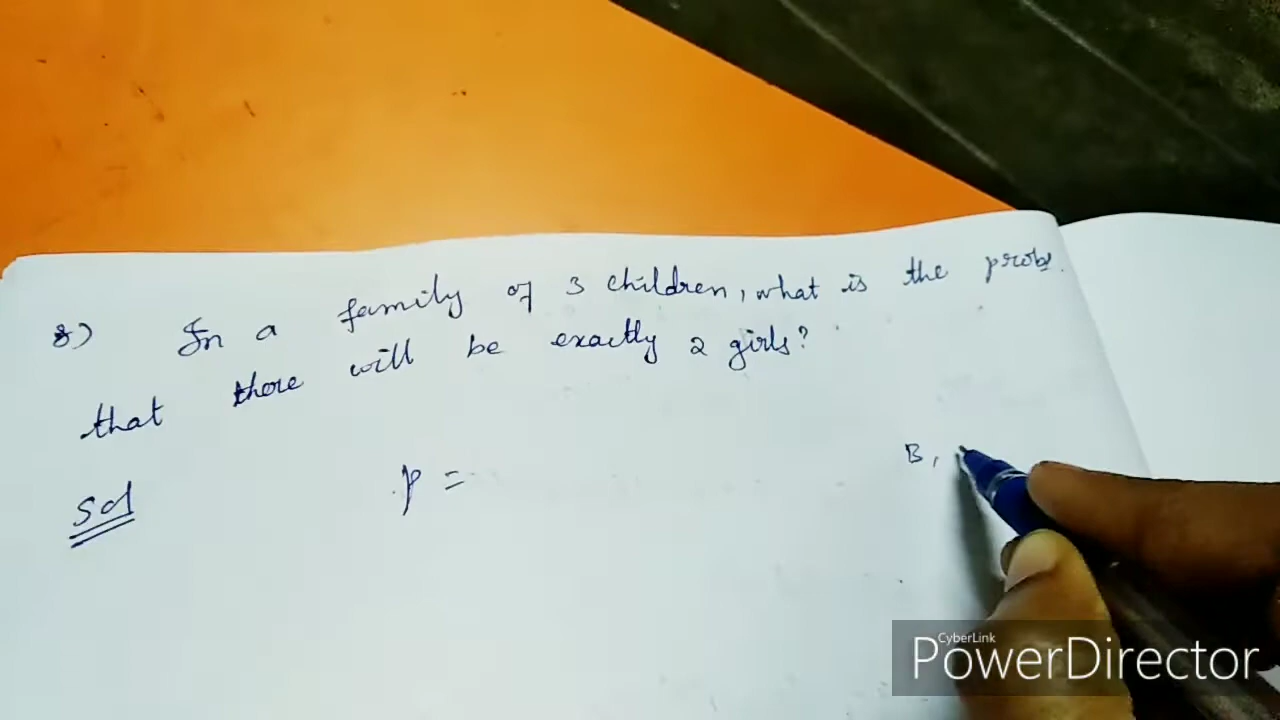 8) In a family of 3 children, what is the prob.
that there will be exactly 2 girls?
Sol p =
B,
CyberLink
PowerDirector